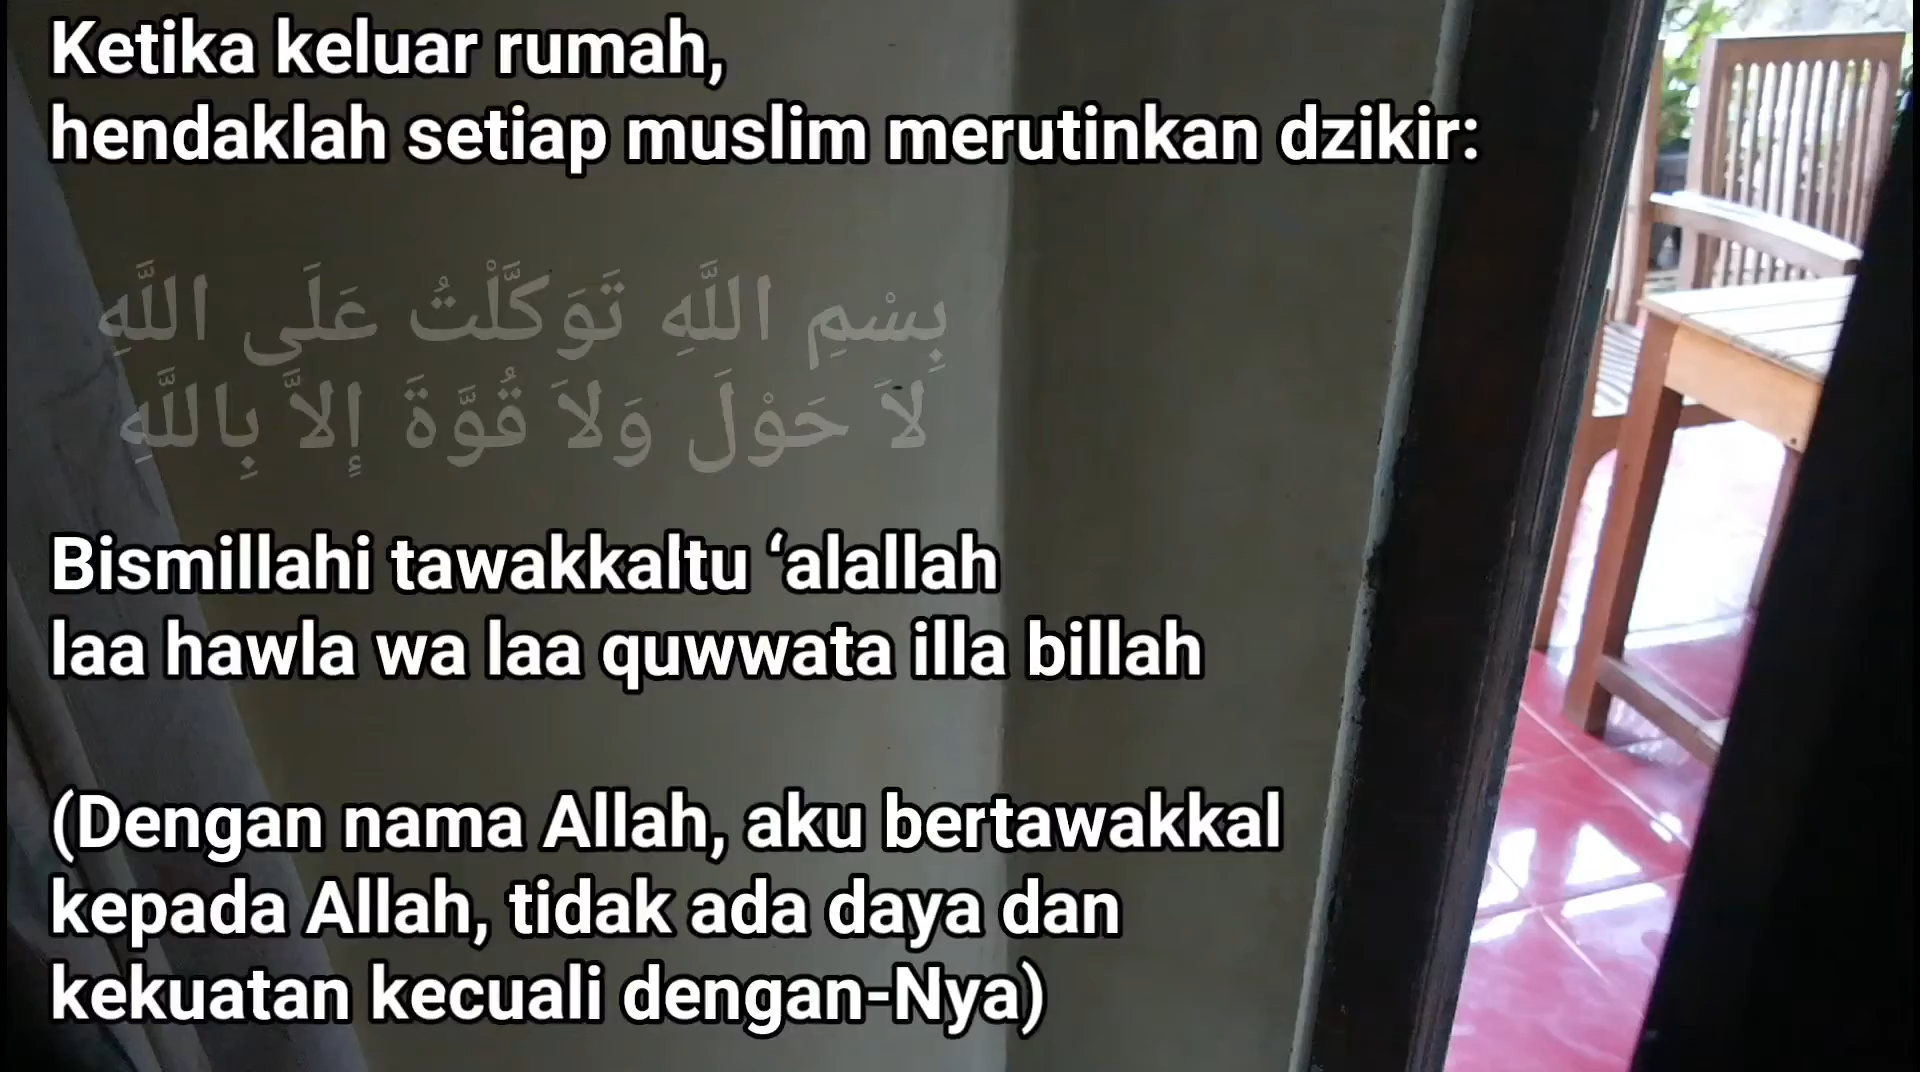 Ketika keluar rumah,
hendaklah setiap muslim merutinkan dzikir:
بِسْمِ اللَّهِ تَوَكَّلْتُ عَلَى اللَّهِ
لاَ حَوْلَ وَلاَ قُوَّةَ إِلاَّ بِاللَّهِ
Bismillahi tawakkaltu ‘alallah
laa hawla wa laa quwwata illa billah
(Dengan nama Allah, aku bertawakkal
kepada Allah, tidak ada daya dan
kekuatan kecuali dengan-Nya)